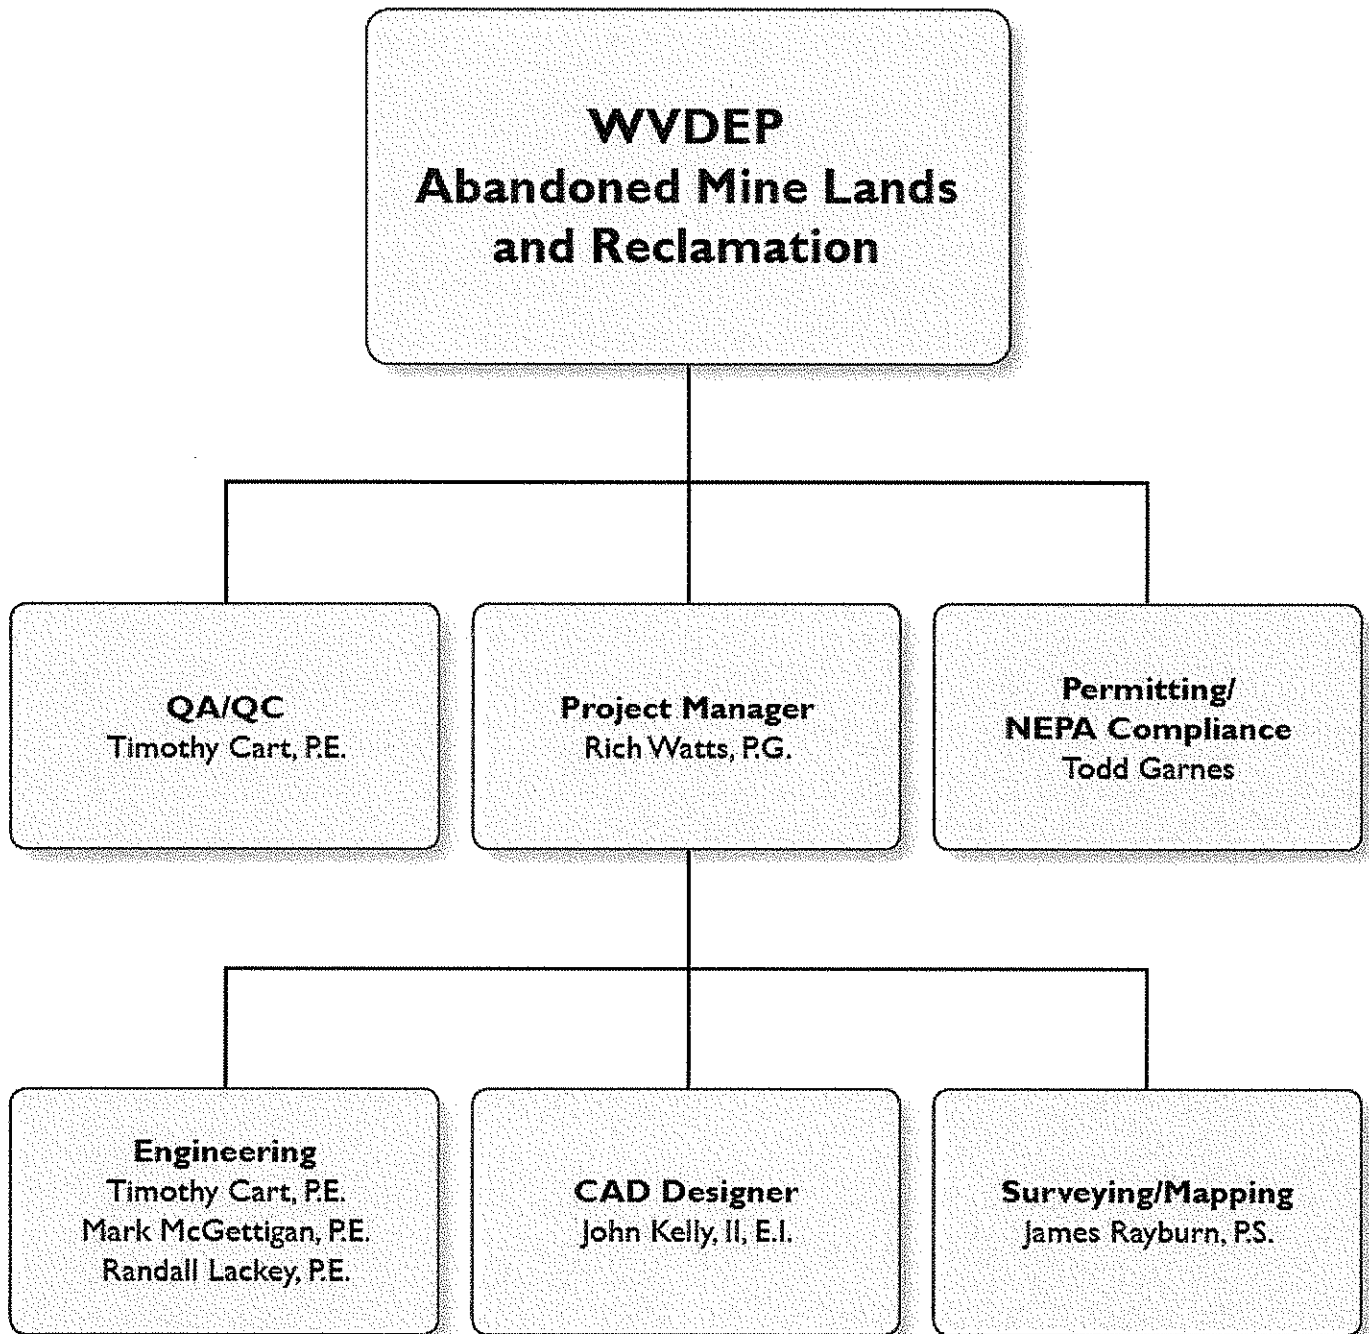 WVDEP
Abandoned Mine Lands
and Reclamation
QA/QC
Timothy Cart, P.E.
Project Manager
Rich Watts, P.G.
Permitting/
NEPA Compliance
Todd Garnes
Engineering
Timothy Cart, P.E.
Mark McGettigan, P.E.
Randall Lackey, P.E.
CAD Designer
John Kelly, II, E.I.
Surveying/Mapping
James Rayburn, P.S.